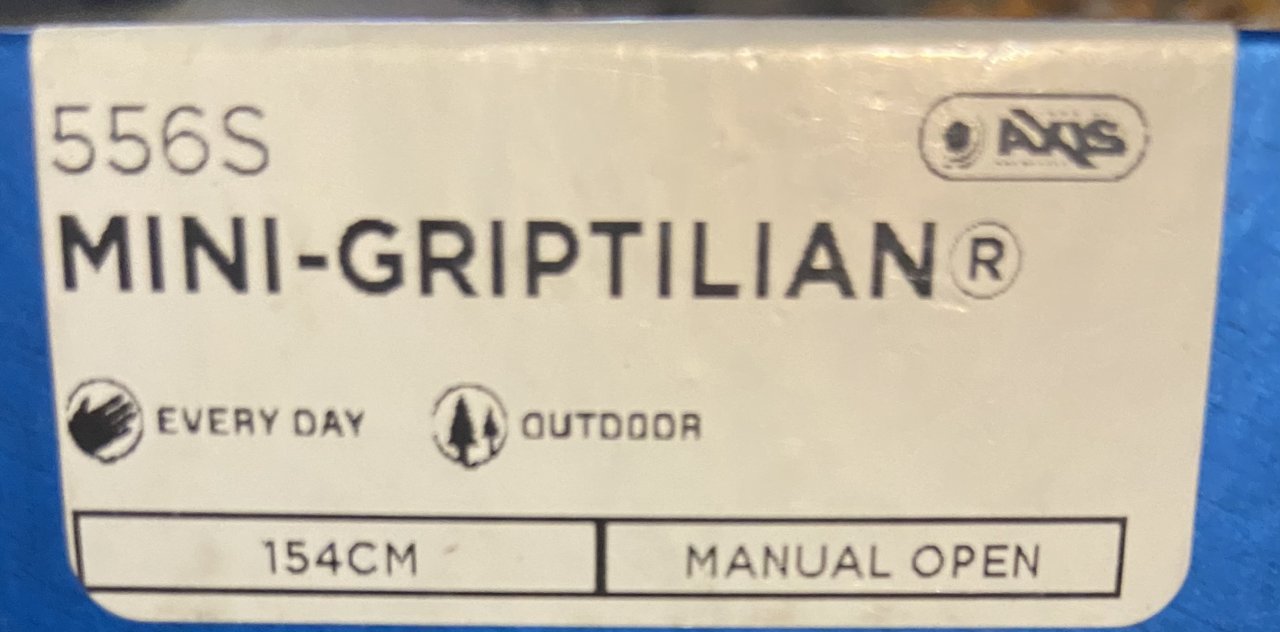 556S
AXIS
MINI-GRIPTILIAN®
EVERY DAY
OUTDOOR
154CM
MANUAL OPEN